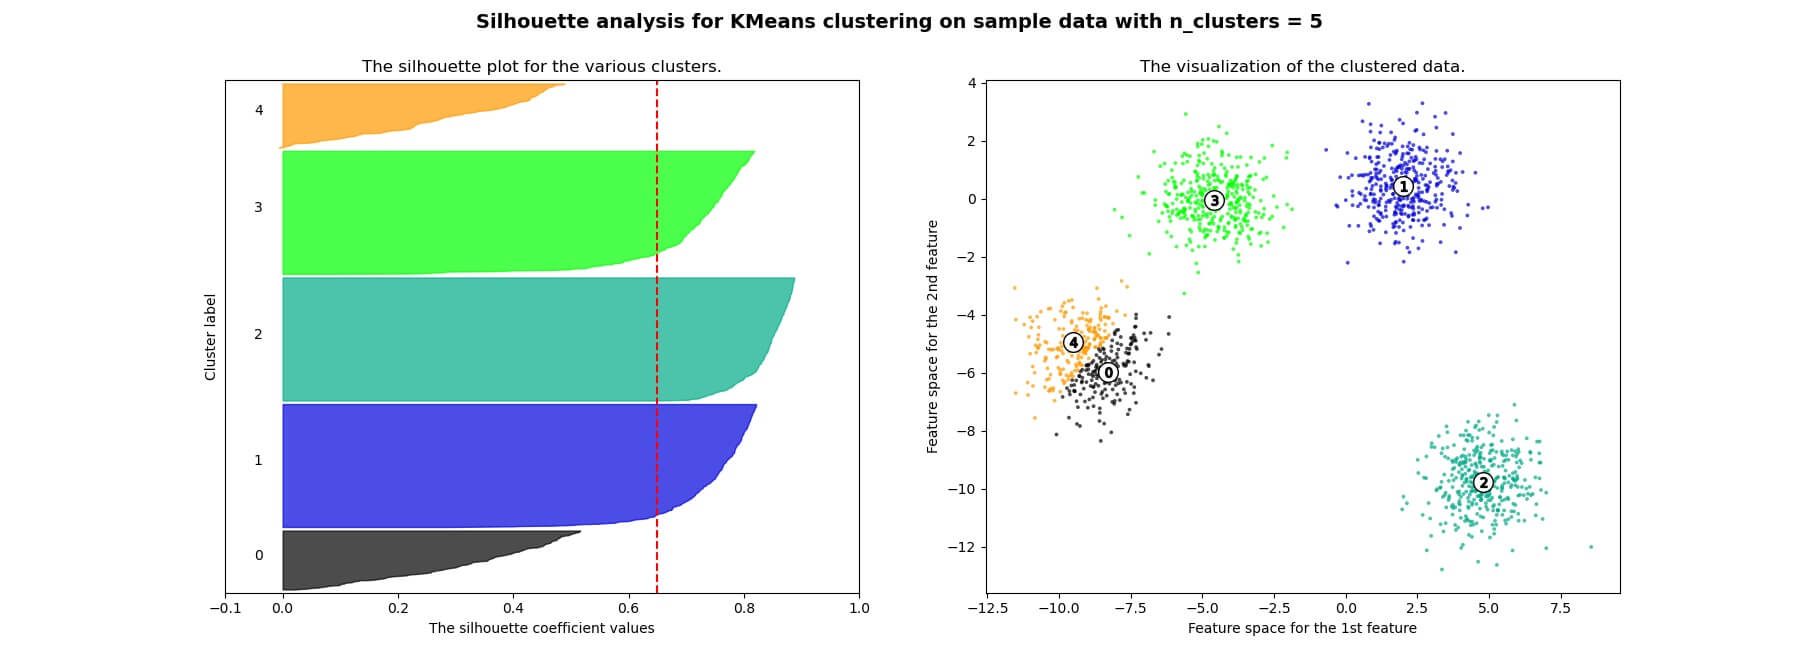 Silhouette analysis for KMeans clustering on sample data with n_clusters = 5
The silhouette plot for the various clusters.
Cluster label
4
3
2
1
0
−0.1 0.0 0.2 0.4 0.6 0.8 1.0
The silhouette coefficient values
The visualization of the clustered data.
Feature space for the 2nd feature
4
2
0
−2
−4
−6
−8
−10
−12
3
1
4
0
2
−12.5 −10.0 −7.5 −5.0 −2.5 0.0 2.5 5.0 7.5
Feature space for the 1st feature